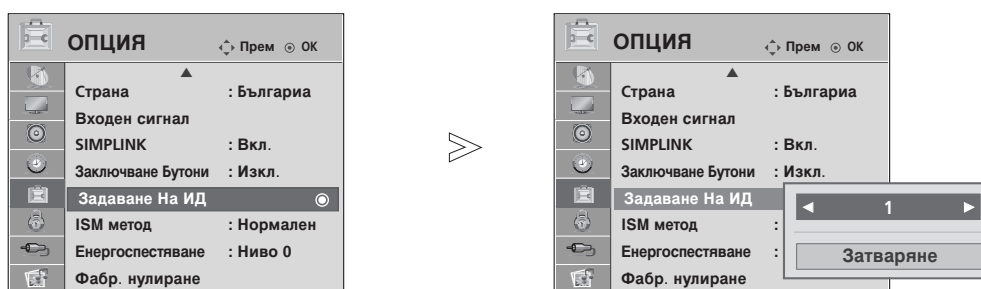 ОПЦИЯ Прем ОК
Страна : Българиа
Входен сигнал
SIMPLINK : Вкл.
Заключване Бутони : Изкл.
Задаване На ИД
ISM метод : Нормален
Енергоспестяване : Ниво 0
Фабр. нулиране
ОПЦИЯ Прем ОК
Страна : Българиа
Входен сигнал
SIMPLINK : Вкл.
Заключване Бутони : Изкл.
Задаване На ИД
1
ISM метод :
Енергоспестяване :
Затваряне
Фабр. нулиране